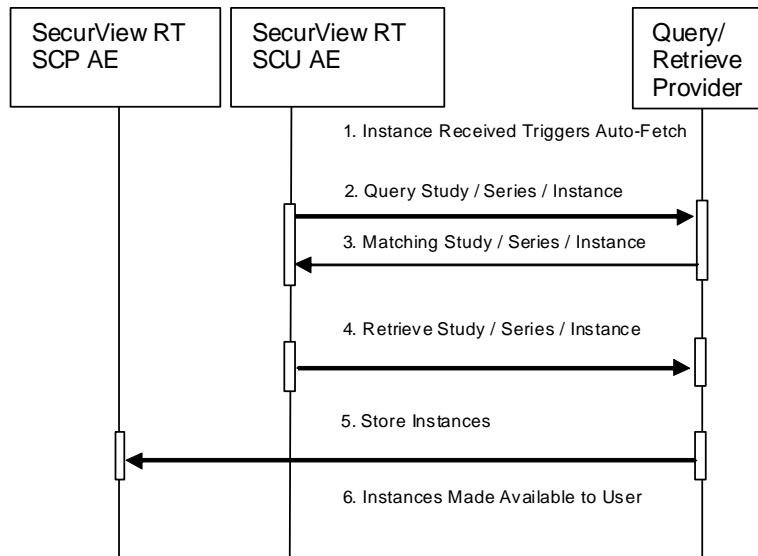 SecurView RT
SCP AE
SecurView RT
SCU AE
Query/
Retrieve
Provider
1. Instance Received Triggers Auto-Fetch
2. Query Study / Series / Instance
3. Matching Study / Series / Instance
4. Retrieve Study / Series / Instance
5. Store Instances
6. Instances Made Available to User